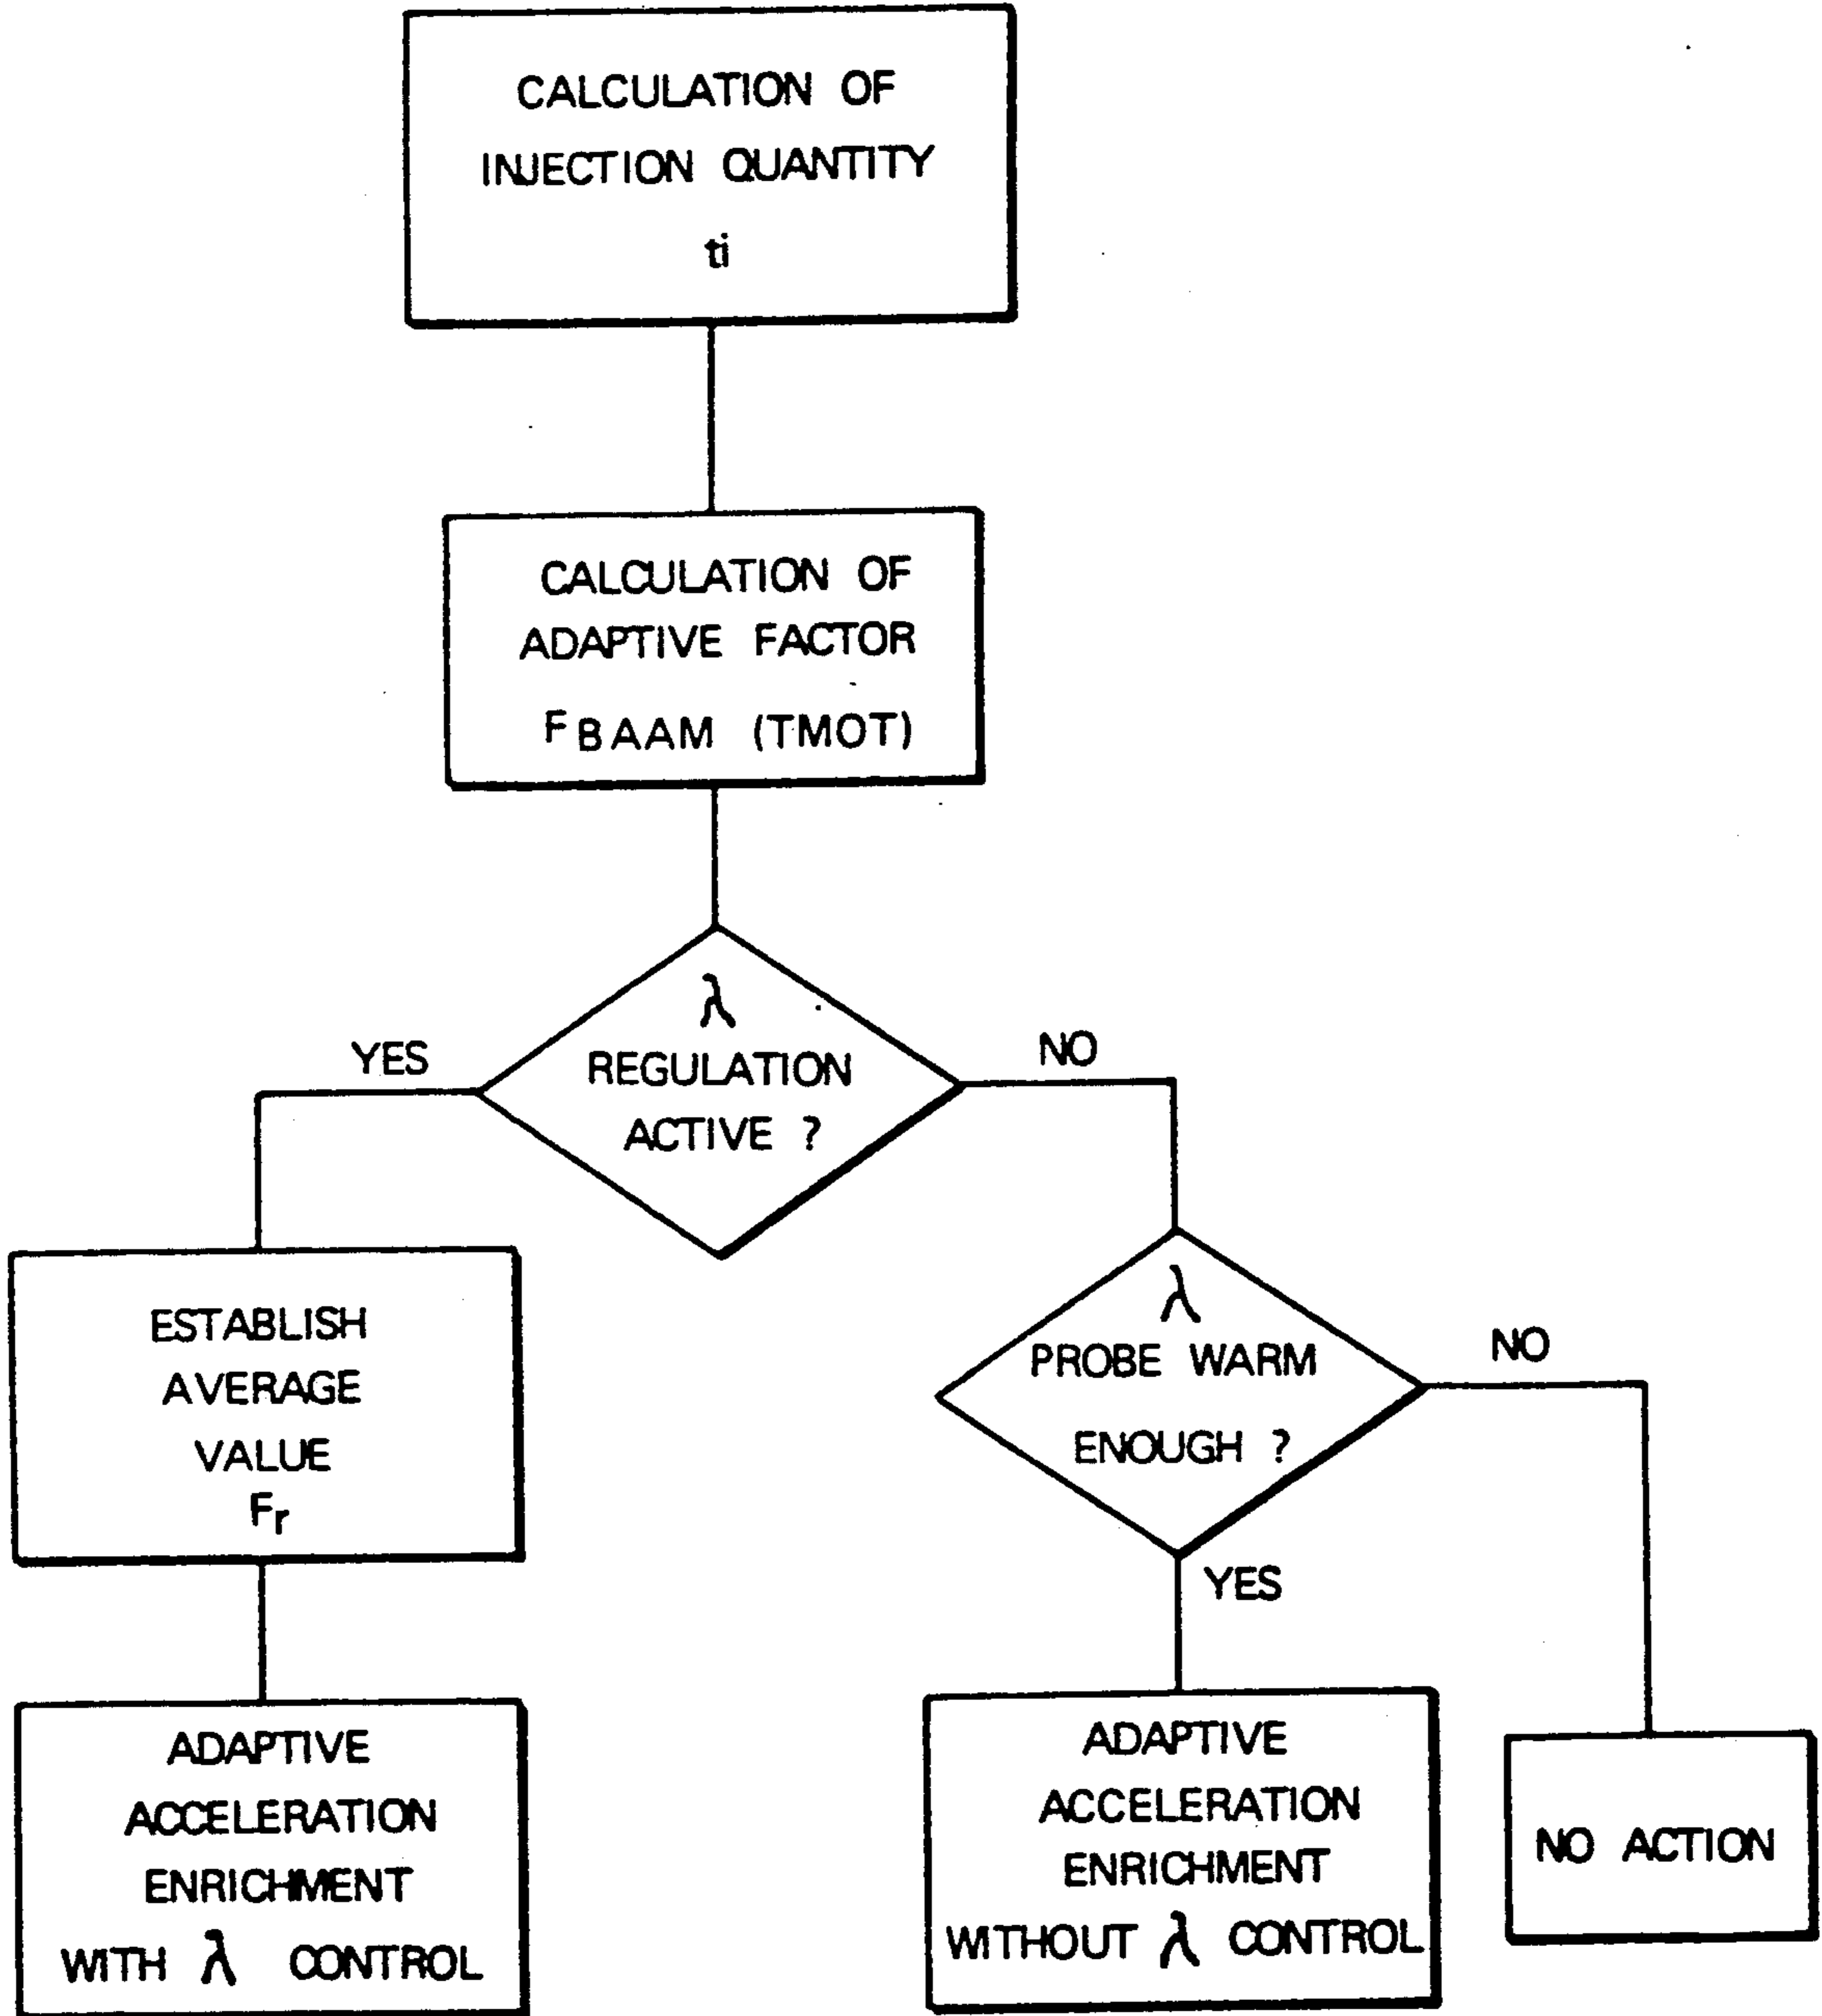 CALCULATION OF
INJECTION QUANTITY
ti
CALCULATION OF
ADAPTIVE FACTOR
FBAAM (TMOT)
λ
REGULATION
ACTIVE ?
YES
NO
ESTABLISH
AVERAGE
VALUE
Fr
λ
PROBE WARM
ENOUGH ?
NO
YES
ADAPTIVE
ACCELERATION
ENRICHMENT
WITH λ CONTROL
ADAPTIVE
ACCELERATION
ENRICHMENT
WITHOUT λ CONTROL
NO ACTION